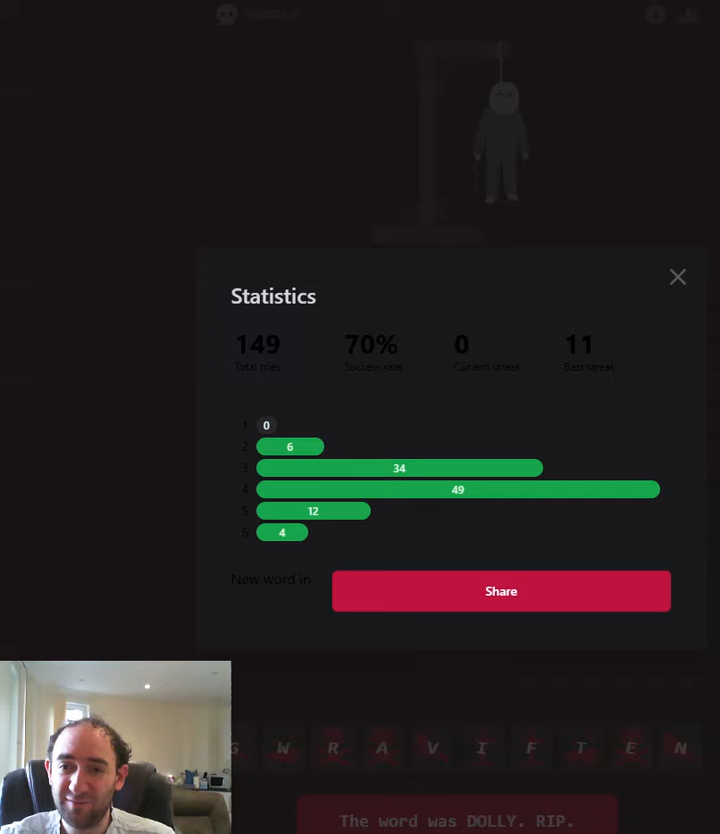 Statistics
149 70% 0 11
Total tries Success rate Current streak Best streak
1 0
2 6
3 34
4 49
5 12
6 4
New word in
Share
G W R A V I F T E N
The word was DOLLY. RIP.